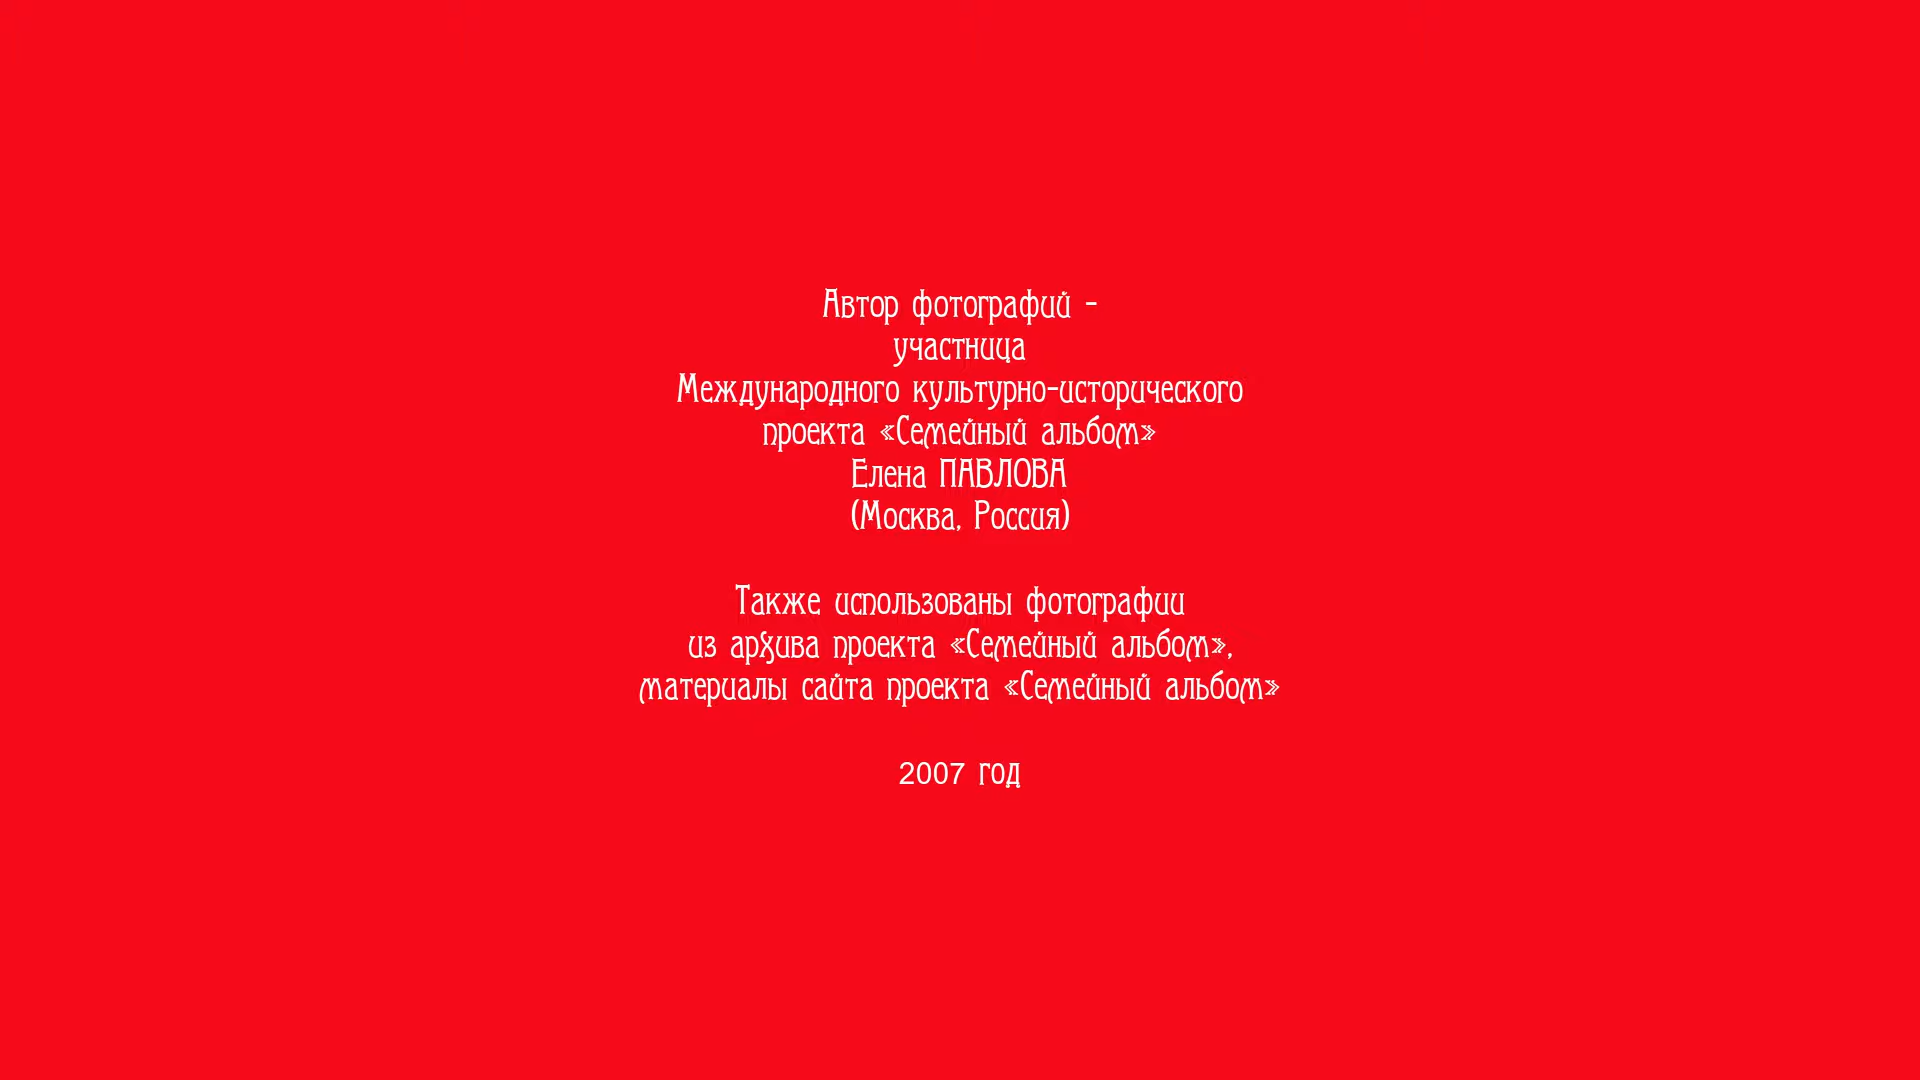 Автор фотографий -
участница
Международного культурно-исторического
проекта «Семейный альбом»
Елена ПАВЛОВА
(Москва, Россия)
Также использованы фотографии
из архива проекта «Семейный альбом»,
материалы сайта проекта «Семейный альбом»
2007 год